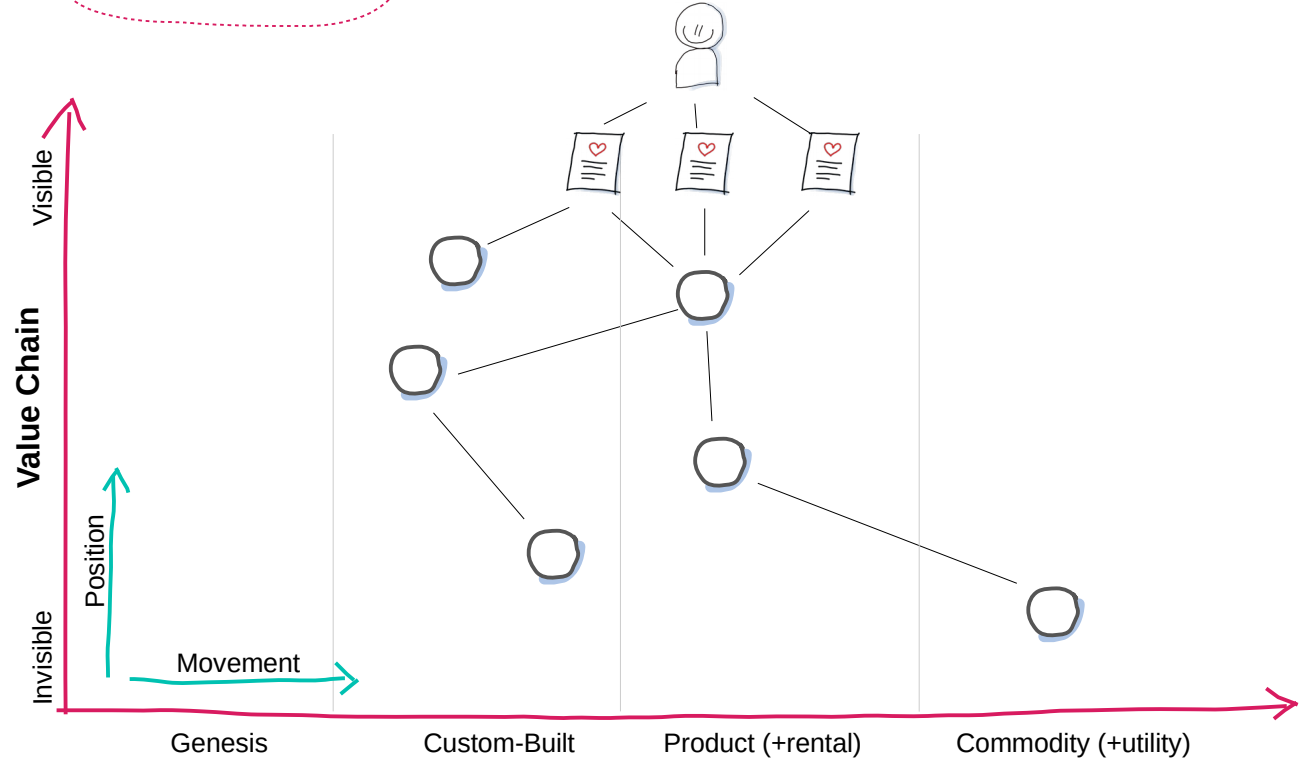 Visible
Value Chain
Position
Invisible
Movement
Genesis
Custom-Built
Product (+rental)
Commodity (+utility)